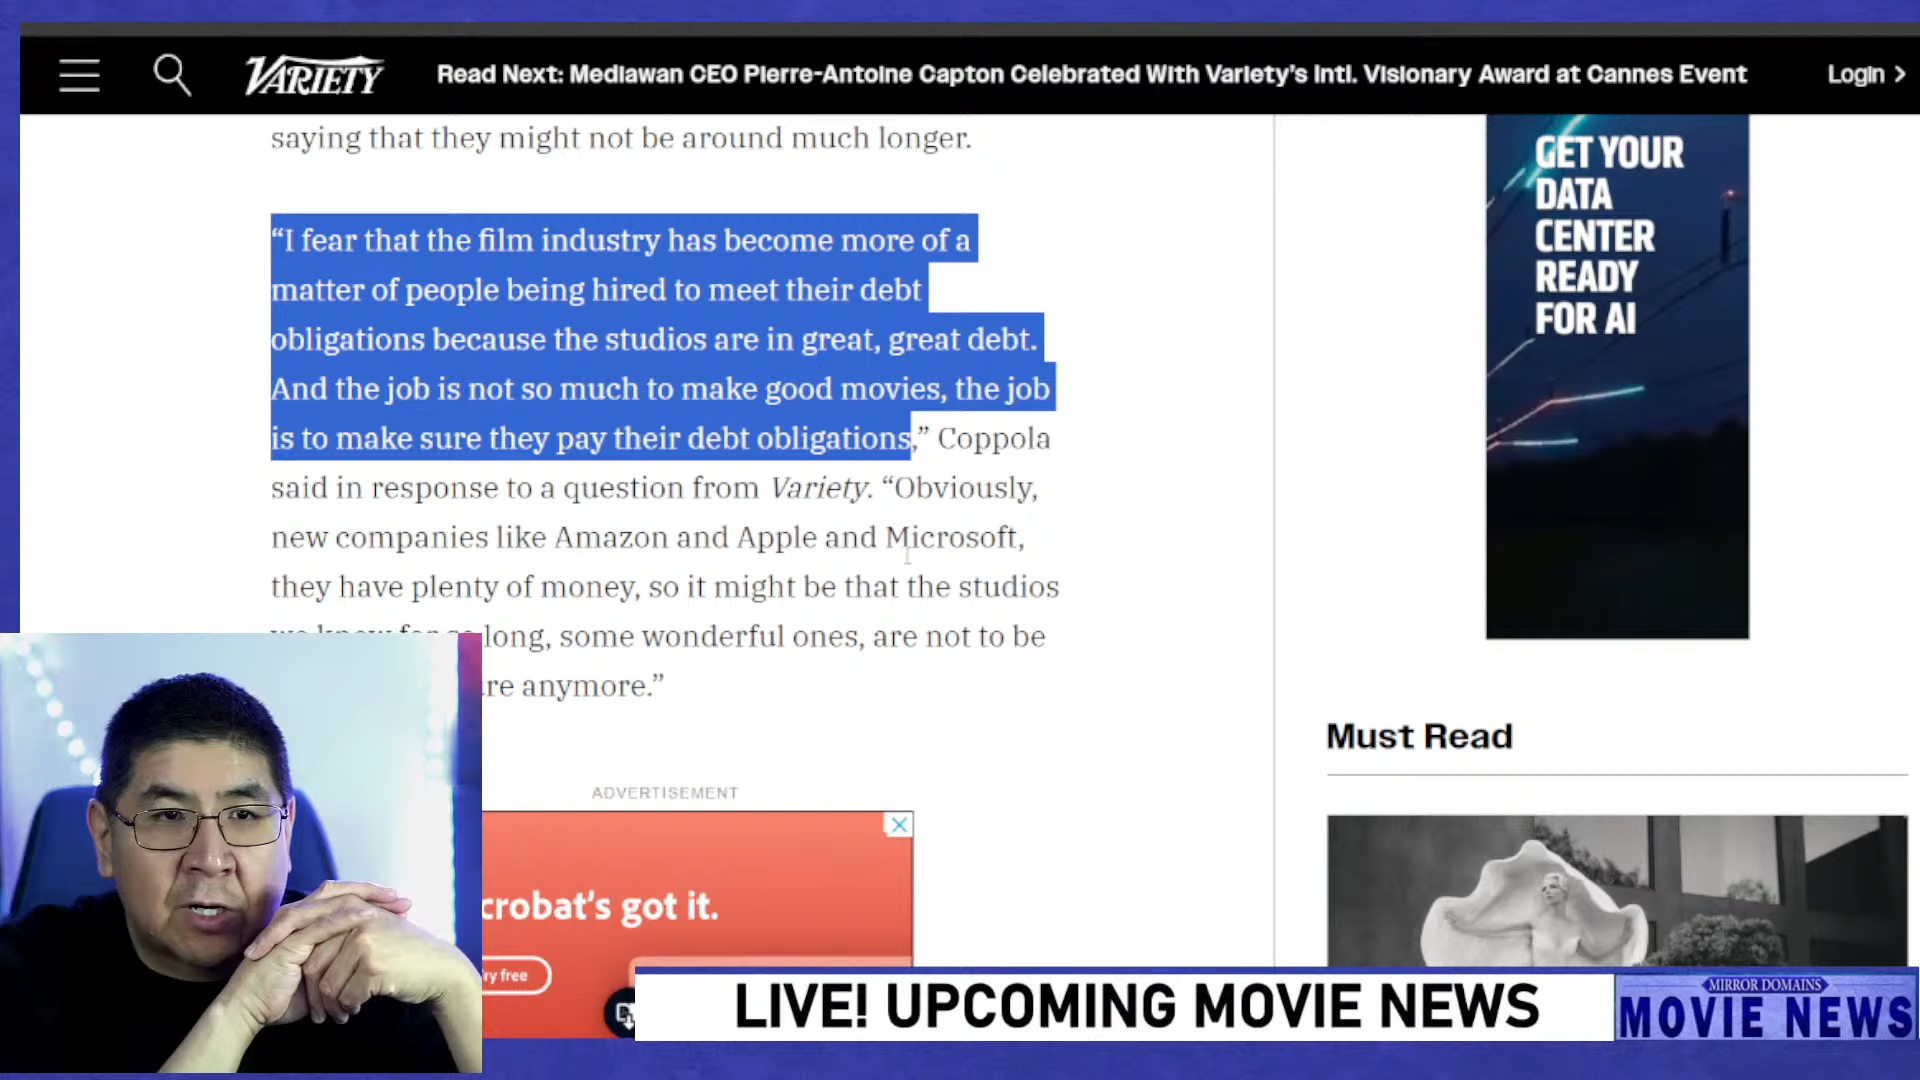 VARIETY
Read Next: Mediawan CEO Pierre-Antoine Capton Celebrated With Variety's Intl. Visionary Award at Cannes Event
Login >
saying that they might not be around much longer.
“I fear that the film industry has become more of a
matter of people being hired to meet their debt
obligations because the studios are in great, great debt.
And the job is not so much to make good movies, the job
is to make sure they pay their debt obligations,” Coppola
said in response to a question from Variety. “Obviously,
new companies like Amazon and Apple and Microsoft,
they have plenty of money, so it might be that the studios
long, some wonderful ones, are not to be
re anymore.”
ADVERTISEMENT
crobat's got it.
ry free
GET YOUR
DATA
CENTER
READY
FOR AI
Must Read
LIVE! UPCOMING MOVIE NEWS
MIRROR DOMAINS
MOVIE NEWS